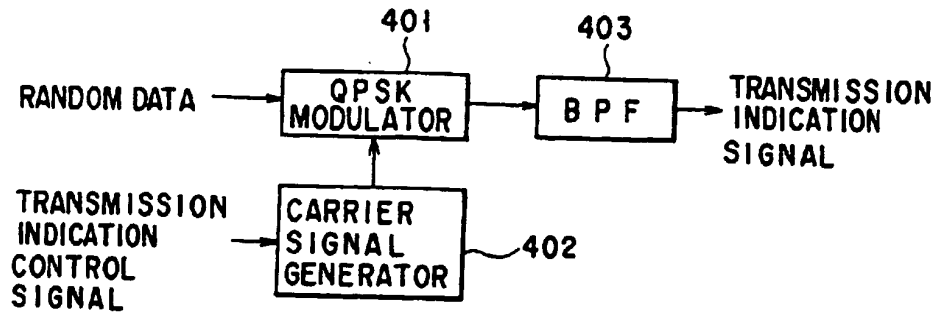 401
403
RANDOM DATA
QPSK
MODULATOR
BPF
TRANSMISSION
INDICATION
SIGNAL
TRANSMISSION
INDICATION
CONTROL
SIGNAL
CARRIER
SIGNAL
GENERATOR
402